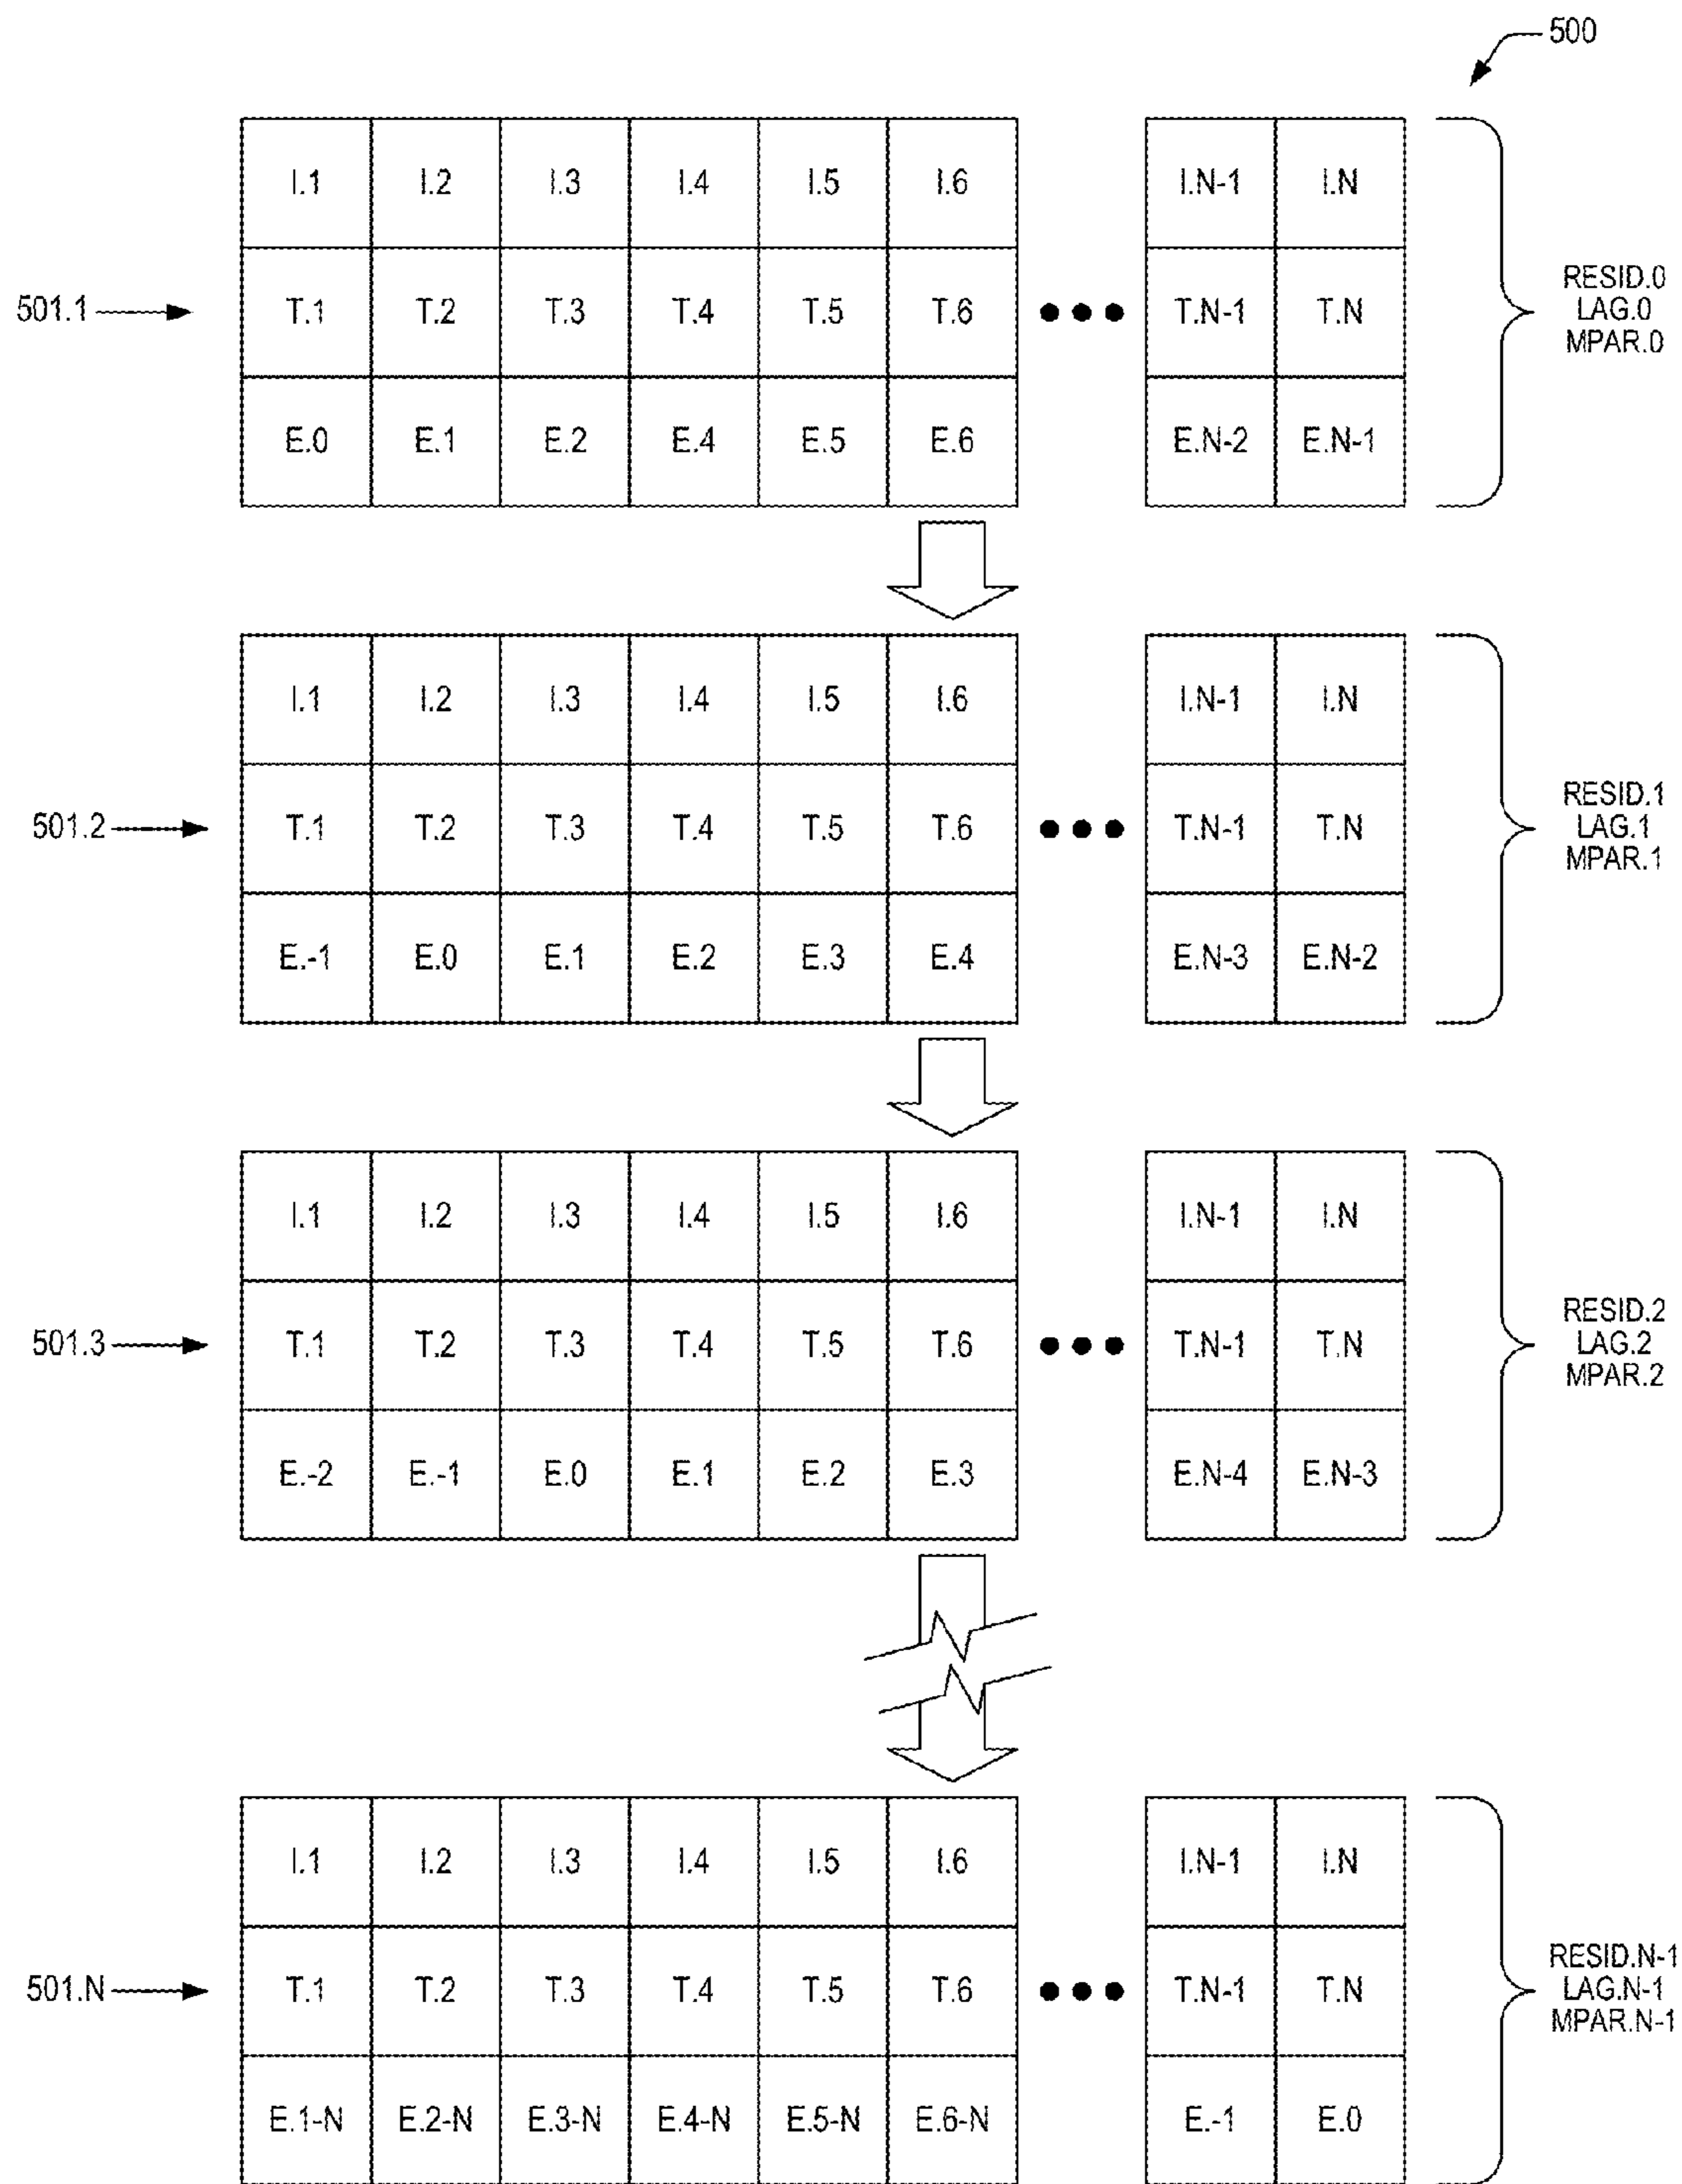 500
I.1 I.2 I.3 I.4 I.5 I.6 I.N-1 I.N
501.1 T.1 T.2 T.3 T.4 T.5 T.6 ●●● T.N-1 T.N
E.0 E.1 E.2 E.4 E.5 E.6 E.N-2 E.N-1
RESID.0
LAG.0
MPAR.0
I.1 I.2 I.3 I.4 I.5 I.6 I.N-1 I.N
501.2 T.1 T.2 T.3 T.4 T.5 T.6 ●●● T.N-1 T.N
E.-1 E.0 E.1 E.2 E.3 E.4 E.N-3 E.N-2
RESID.1
LAG.1
MPAR.1
I.1 I.2 I.3 I.4 I.5 I.6 I.N-1 I.N
501.3 T.1 T.2 T.3 T.4 T.5 T.6 ●●● T.N-1 T.N
E.-2 E.-1 E.0 E.1 E.2 E.3 E.N-4 E.N-3
RESID.2
LAG.2
MPAR.2
I.1 I.2 I.3 I.4 I.5 I.6 I.N-1 I.N
501.N T.1 T.2 T.3 T.4 T.5 T.6 ●●● T.N-1 T.N
E.1-N E.2-N E.3-N E.4-N E.5-N E.6-N E.-1 E.0
RESID.N-1
LAG.N-1
MPAR.N-1